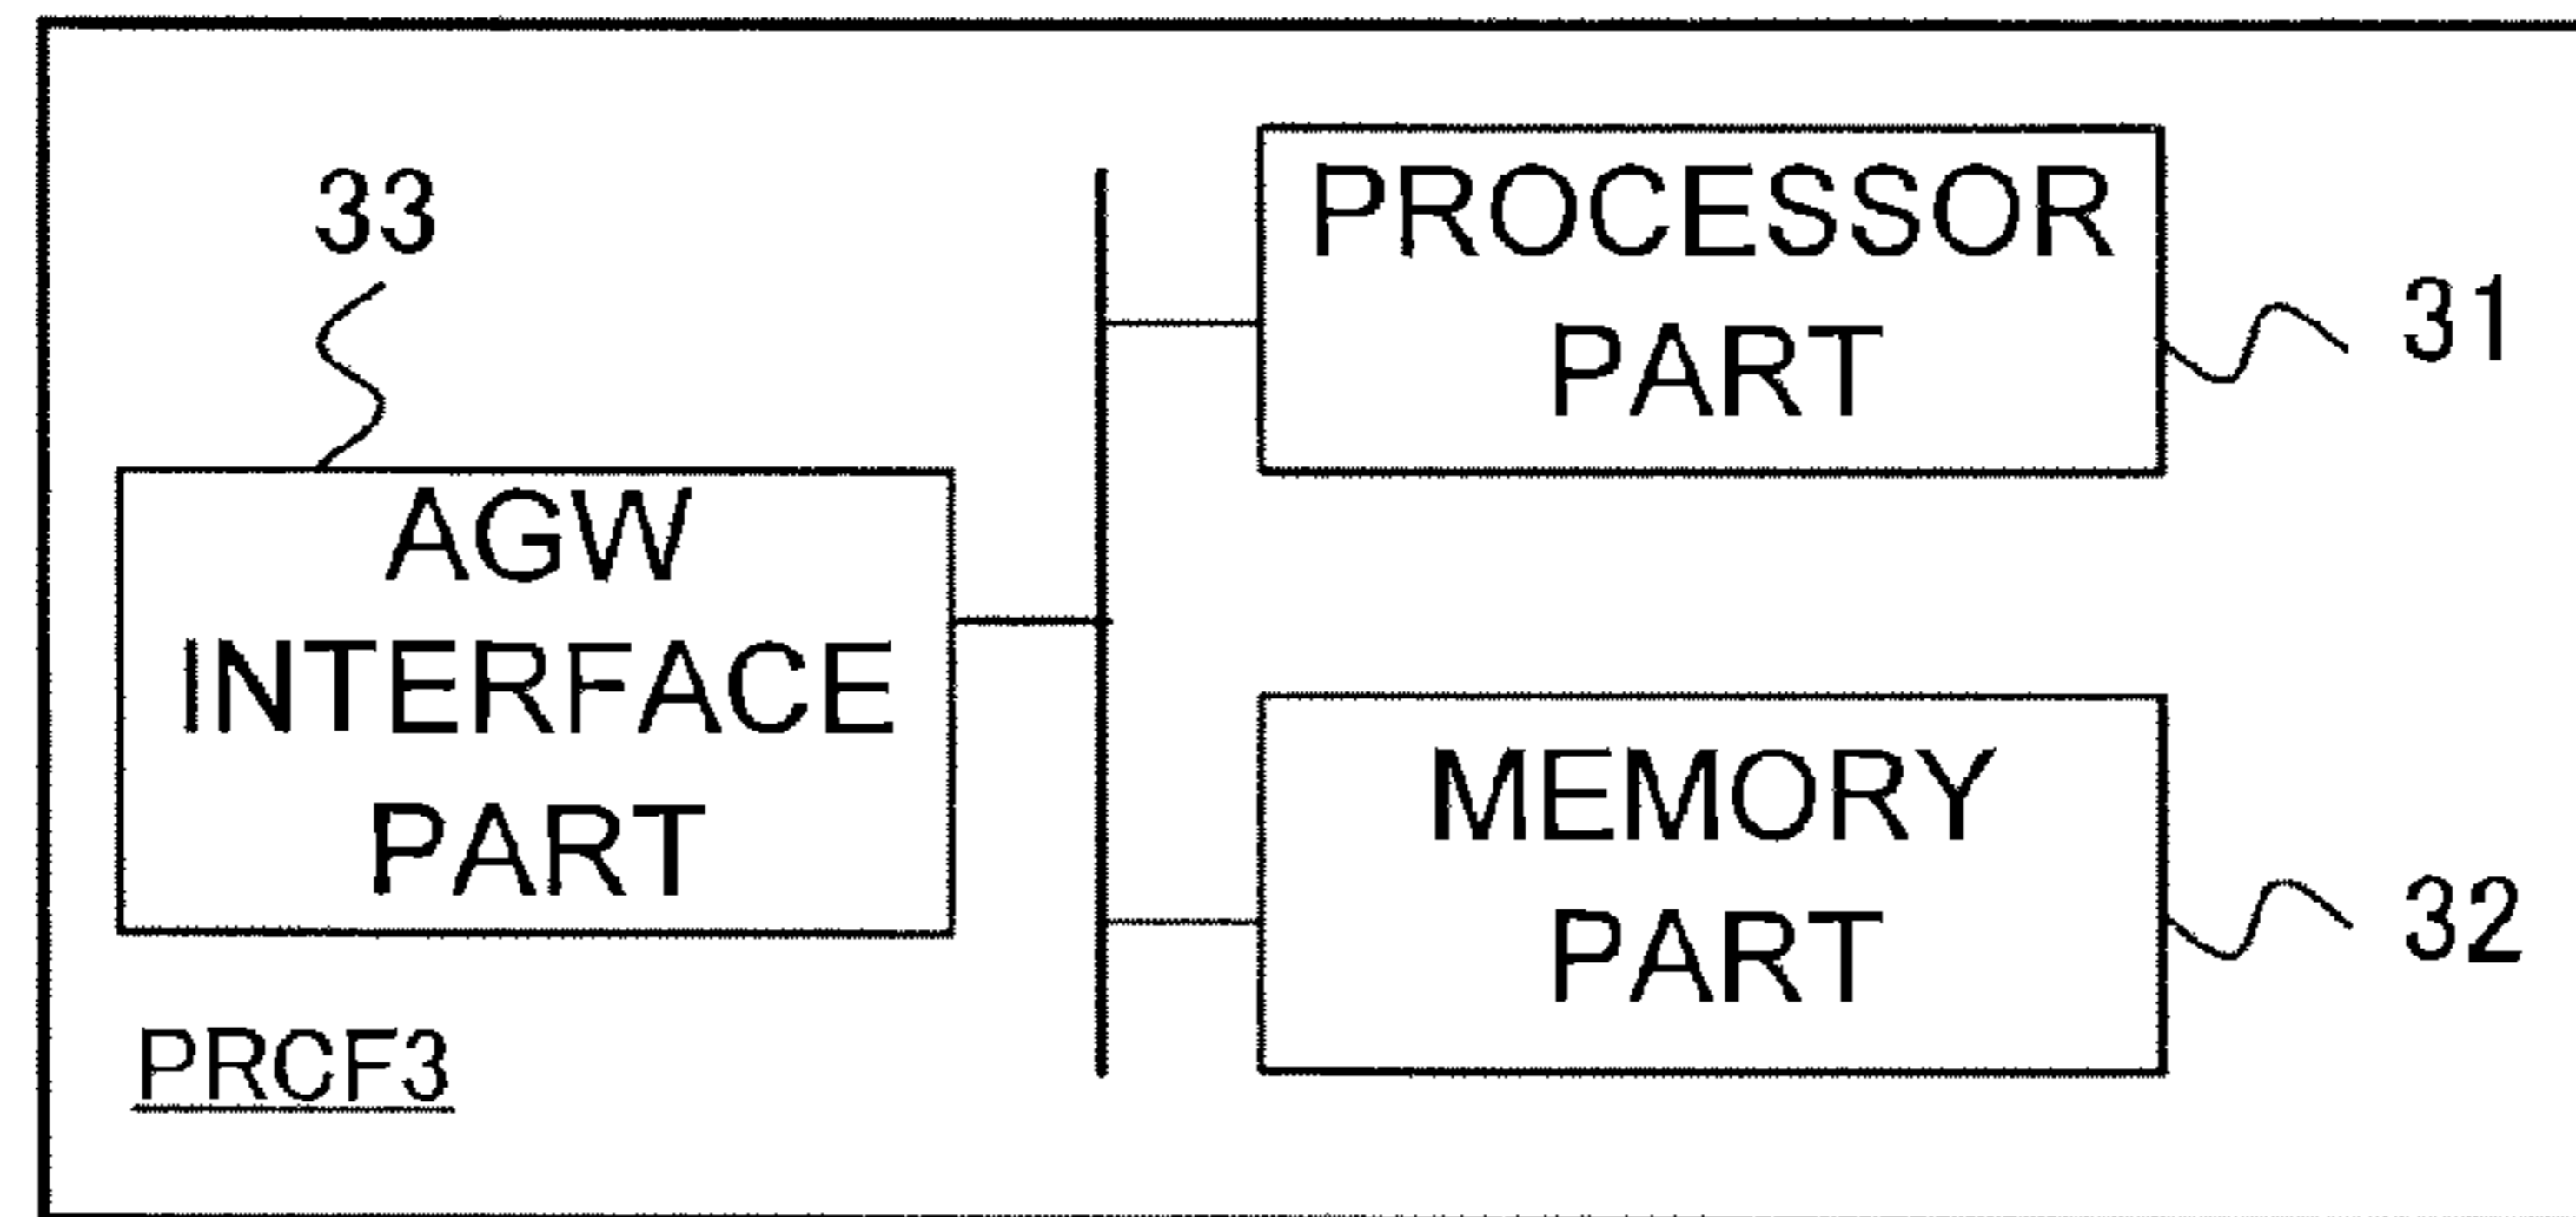 33
AGW
INTERFACE
PART
PRCF3
PROCESSOR
PART
31
MEMORY
PART
32